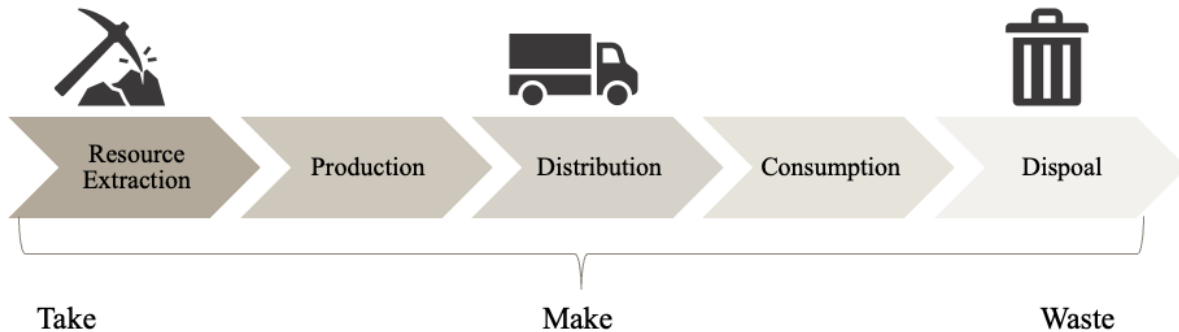 Resource
Extraction
Production
Distribution
Consumption
Dispoal
Take
Make
Waste